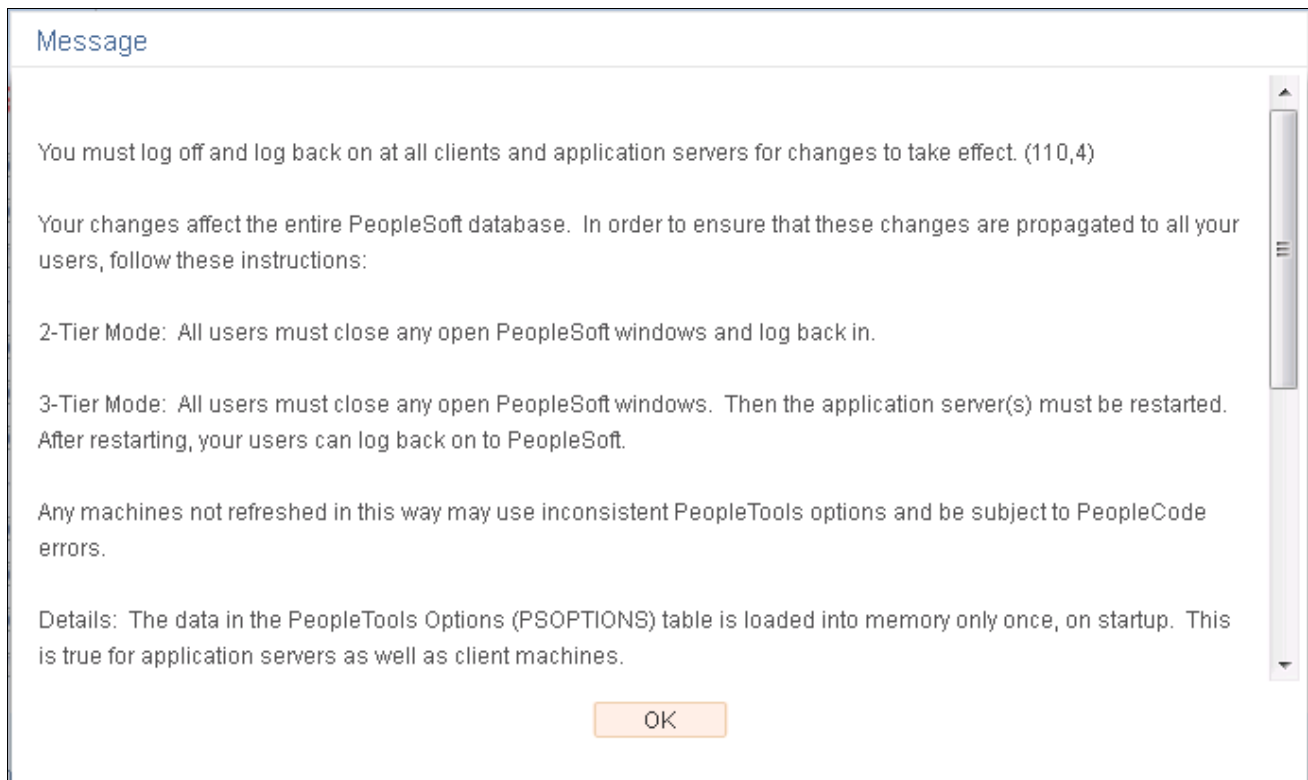 Message
You must log off and log back on at all clients and application servers for changes to take effect. (110,4)
Your changes affect the entire PeopleSoft database.  In order to ensure that these changes are propagated to all your
users, follow these instructions:
2-Tier Mode:  All users must close any open PeopleSoft windows and log back in.
3-Tier Mode:  All users must close any open PeopleSoft windows.  Then the application server(s) must be restarted.
After restarting, your users can log back on to PeopleSoft.
Any machines not refreshed in this way may use inconsistent PeopleTools options and be subject to PeopleCode
errors.
Details:  The data in the PeopleTools Options (PSOPTIONS) table is loaded into memory only once, on startup.  This
is true for application servers as well as client machines.
OK